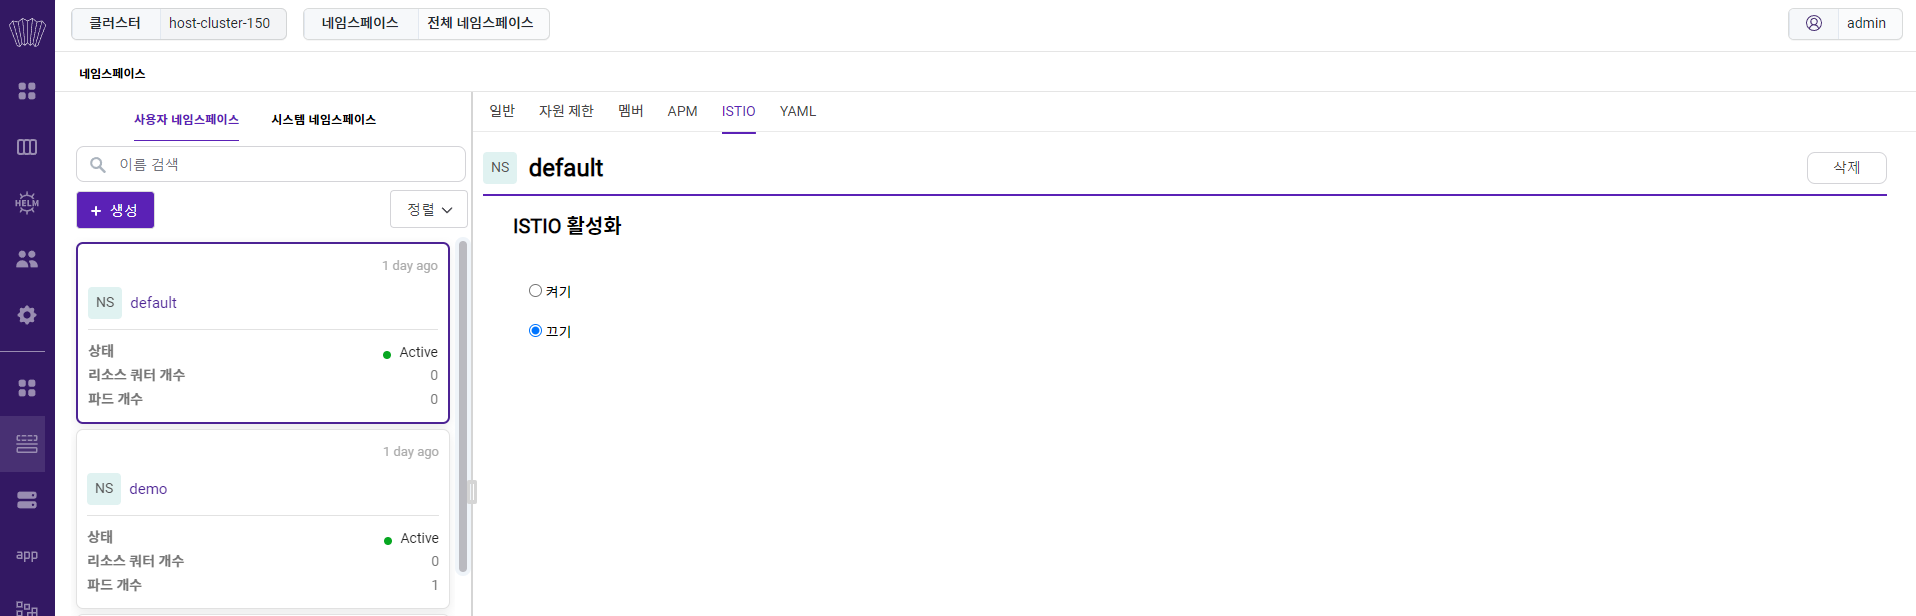 클러스터 host-cluster-150 네임스페이스 전체 네임스페이스 admin
네임스페이스
사용자 네임스페이스 시스템 네임스페이스
이름 검색
+ 생성 정렬
1 day ago
NS default
상태 Active
리소스 쿼터 개수 0
파드 개수 0
1 day ago
NS demo
상태 Active
리소스 쿼터 개수 0
파드 개수 1
일반 자원 제한 멤버 APM ISTIO YAML
NS default 삭제
ISTIO 활성화
켜기
끄기
HELM
app